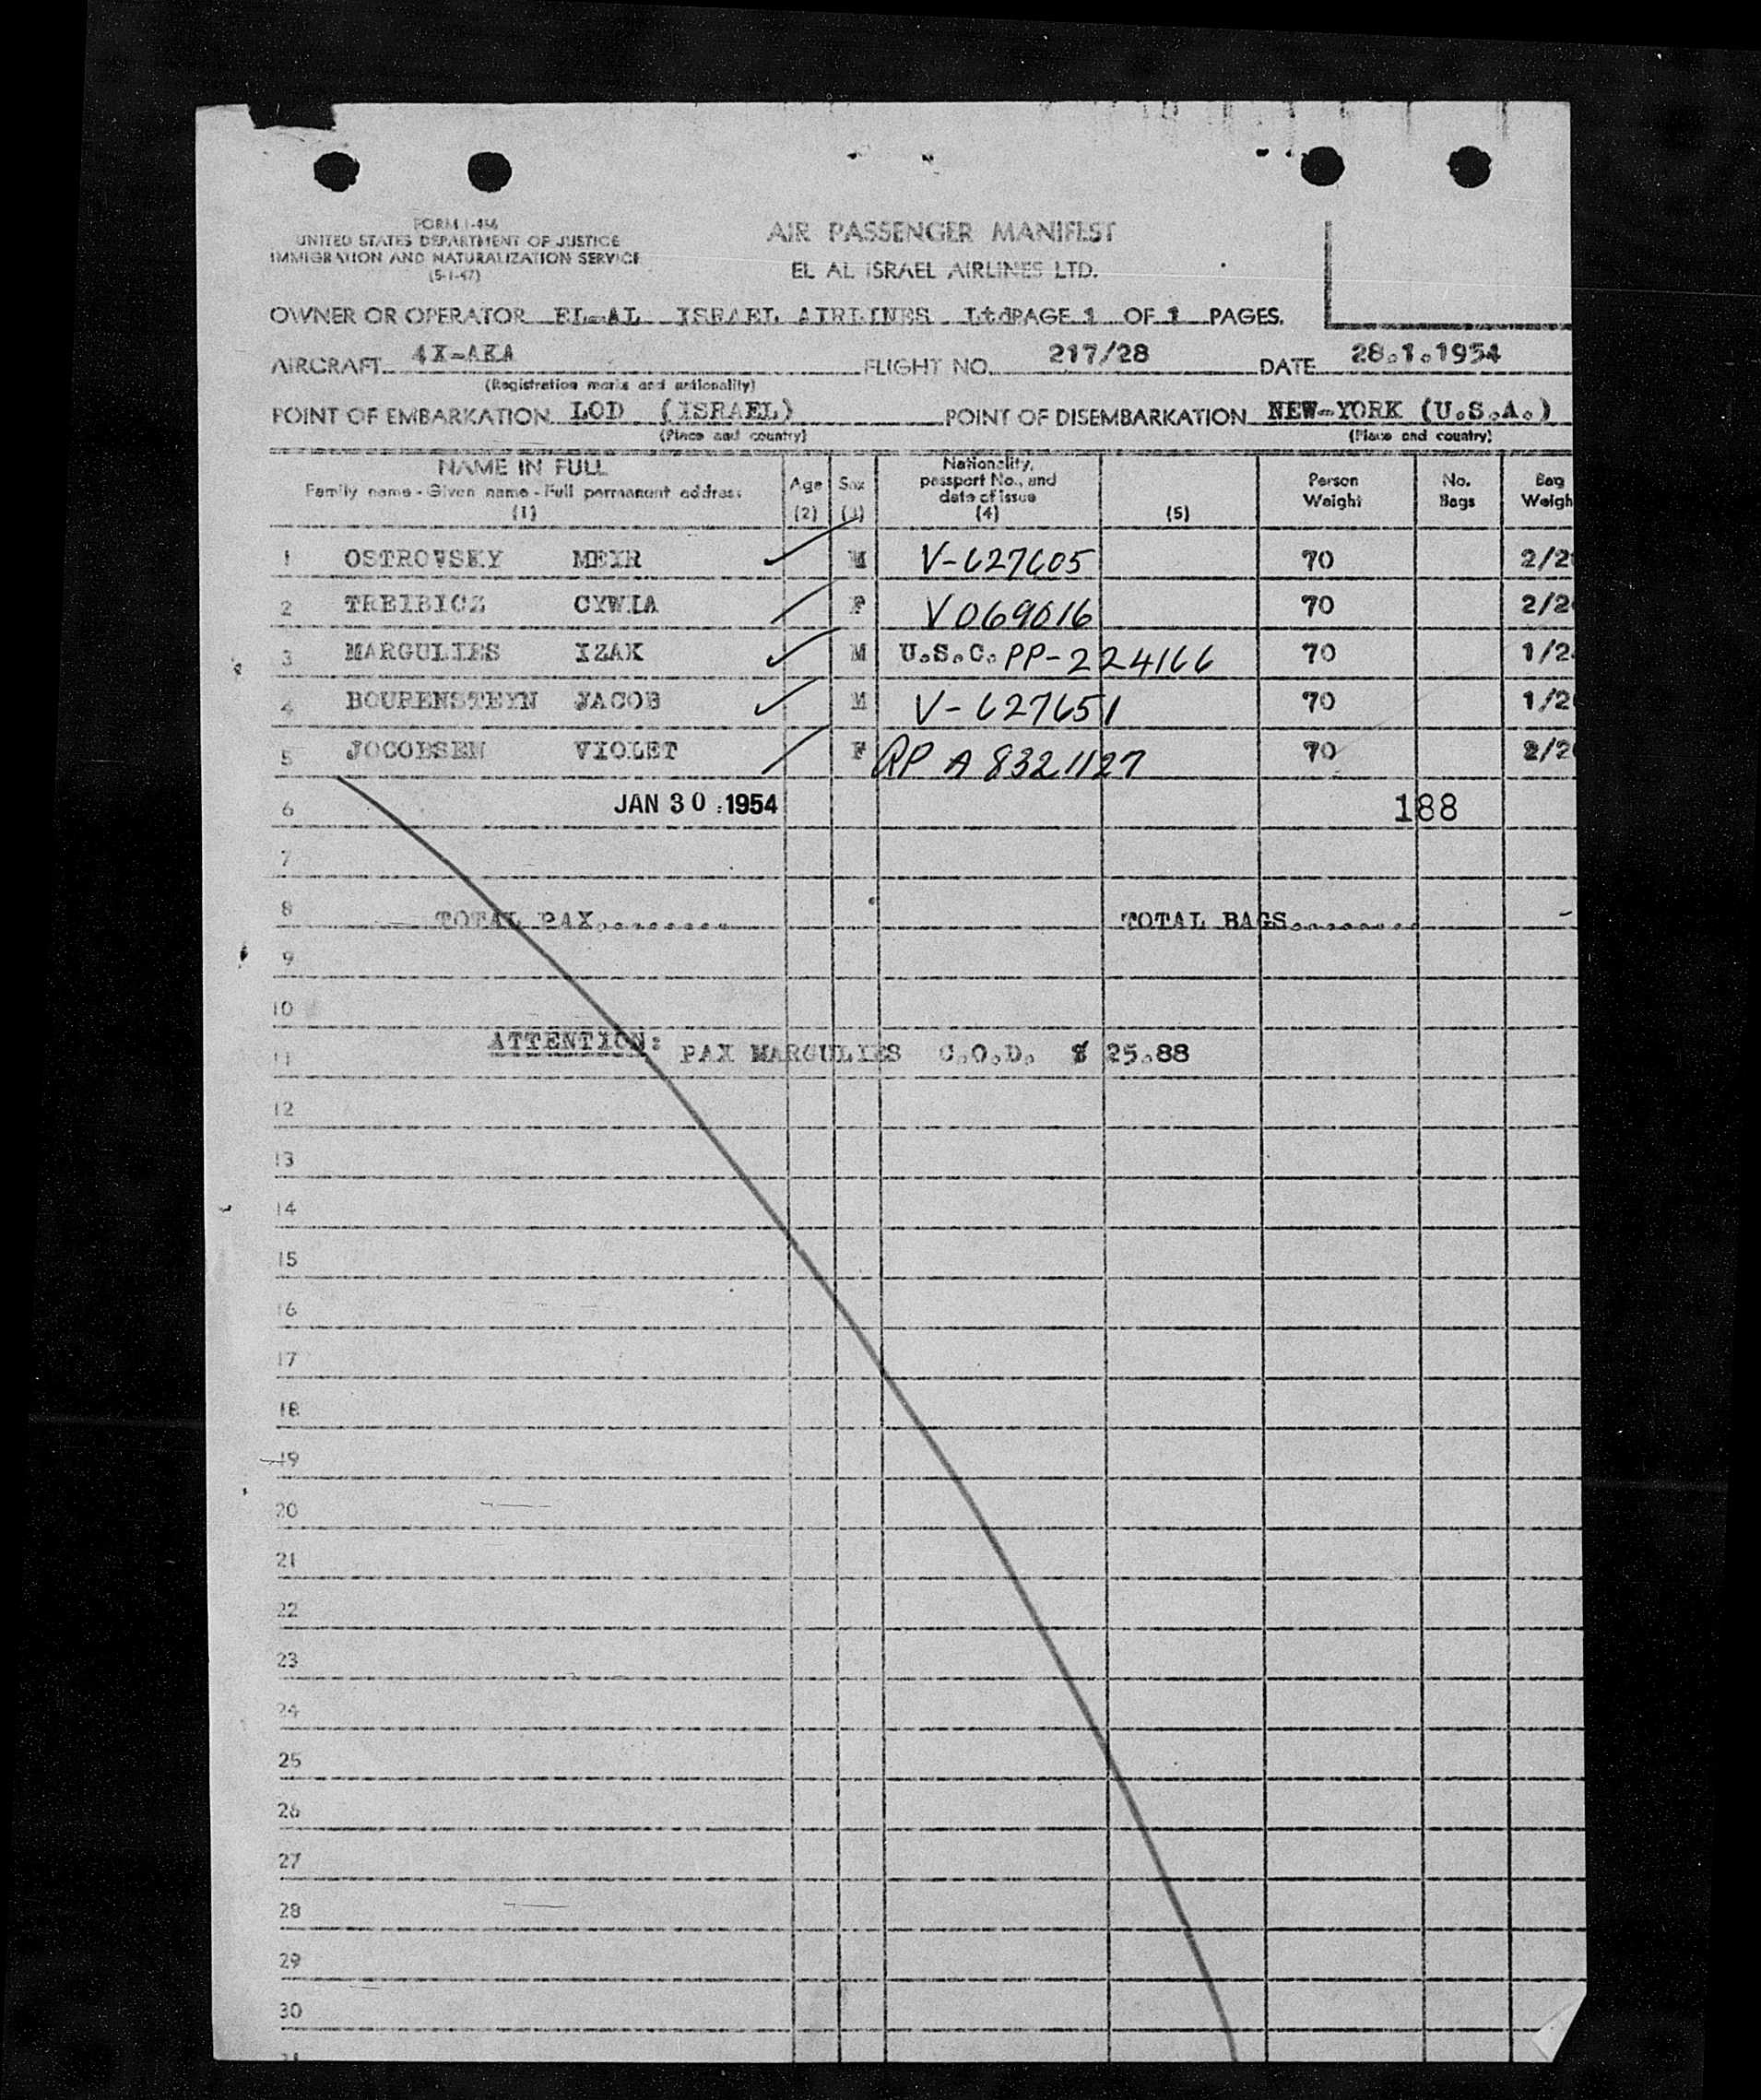 FORM I-466
UNITED STATES DEPARTMENT OF JUSTICE
IMMIGRATION AND NATURALIZATION SERVICE
(5-1-47)
AIR PASSENGER MANIFEST
EL AL ISRAEL AIRLINES LTD.
OWNER OR OPERATOR EL-AL ISRAEL AIRLINES Ltd PAGE 1 OF 1 PAGES.
AIRCRAFT 4X-AKA FLIGHT NO. 217/28 DATE 28.1.1954
(Registration marks and nationality)
POINT OF EMBARKATION LOD (ISRAEL) POINT OF DISEMBARKATION NEW-YORK (U.S.A.)
(Place and country) (Place and country)
NAME IN FULL
Family name - Given name - Full permanent address
(1)
Age
(2)
Sex
(3)
Nationality,
passport No., and
date of issue
(4)
(5)
Person
Weight
No.
Bags
Bag
Weigh
1 OSTROVSKY MEIR M V-627605 70 2/2
2 TREIBICZ CYWIA F V069016 70 2/2
3 MARGULIES IZAK M U.S.C. PP-224166 70 1/2
4 BOURENSTEYN JACOB M V-627651 70 1/2
5 JOCOBSEN VIOLET F RP A8321127 70 2/2
6 JAN 30 1954 188
7
8 TOTAL PAX......... TOTAL BAGS.........
9
10
ATTENTION:
11 PAX MARGULIES C.O.D. $ 25.88
12
13
14
15
16
17
18
19
20
21
22
23
24
25
26
27
28
29
30